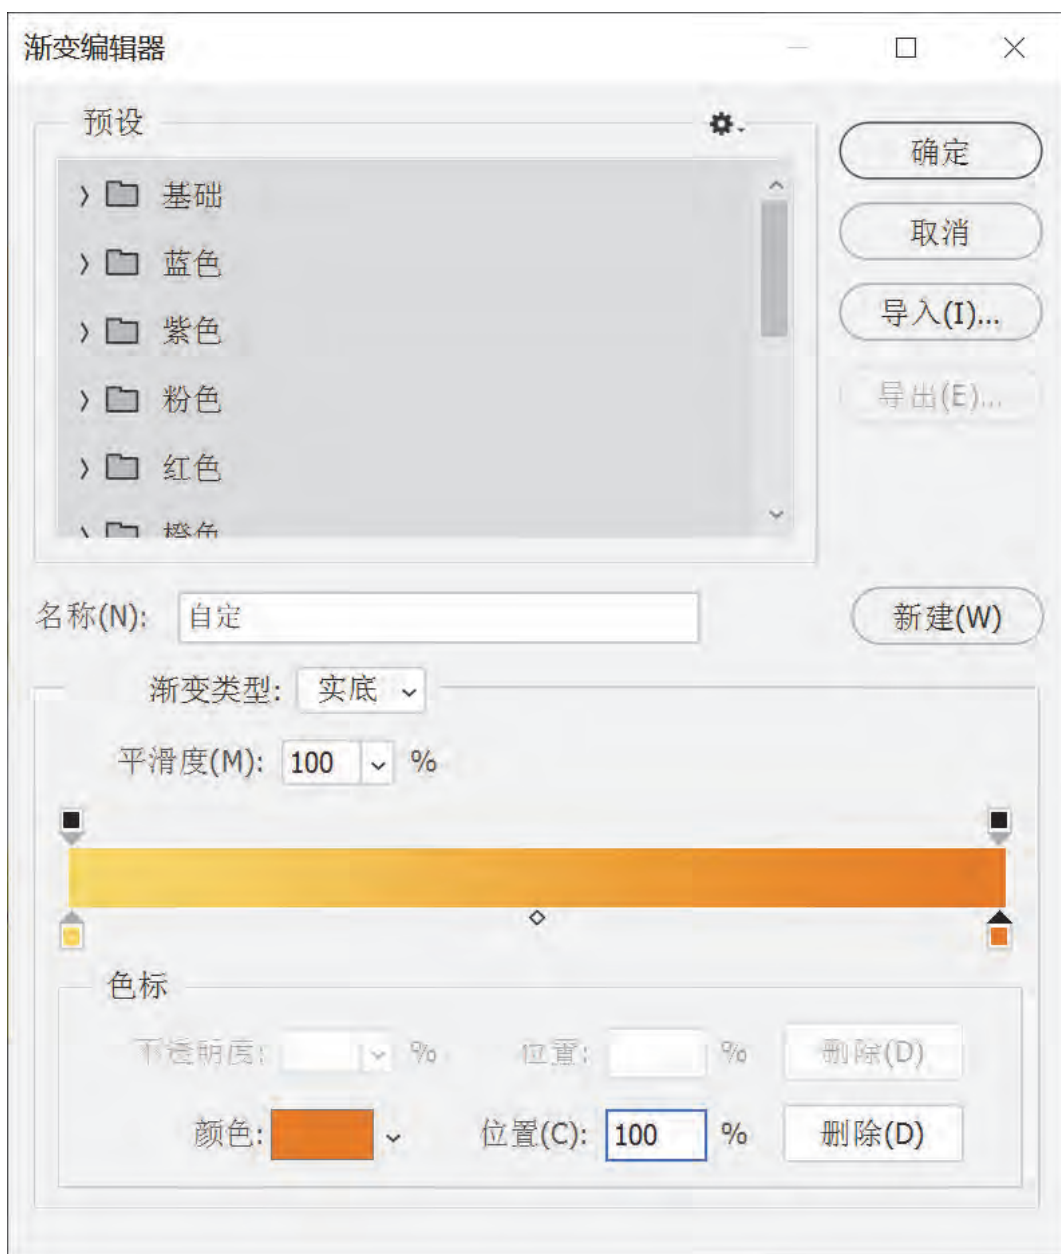 渐变编辑器
预设
确定
取消
导入(I)...
导出(E)...
基础
蓝色
紫色
粉色
红色
橙色
名称(N): 自定
新建(W)
渐变类型: 实底
平滑度(M): 100 %
色标
不透明度: % 位置: % 删除(D)
颜色: 位置(C): 100 % 删除(D)